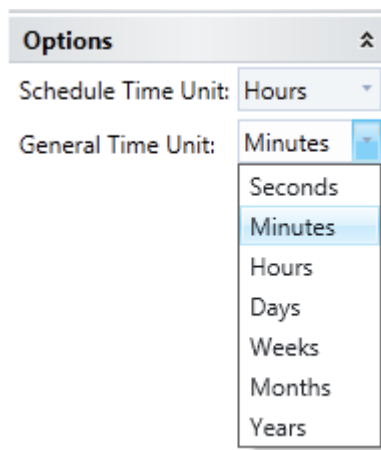 Options
Schedule Time Unit: Hours
General Time Unit: Minutes
Seconds
Minutes
Hours
Days
Weeks
Months
Years